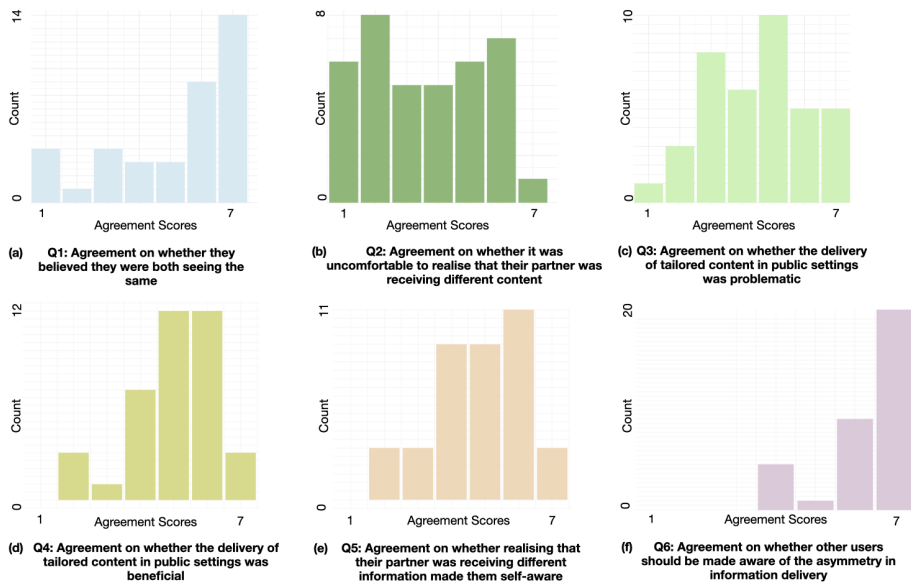 14
Count
0
1
7
Agreement Scores
(a) Q1: Agreement on whether they
believed they were both seeing the
same
8
Count
0
1
7
Agreement Scores
(b) Q2: Agreement on whether it was
uncomfortable to realise that their partner was
receiving different content
10
Count
0
1
7
Agreement Scores
(c) Q3: Agreement on whether the delivery
of tailored content in public settings
was problematic
12
Count
0
1
Agreement Scores
7
(d) Q4: Agreement on whether the delivery of
tailored content in public settings was
beneficial
11
Count
0
1
Agreement Scores
7
(e) Q5: Agreement on whether realising that
their partner was receiving different
information made them self-aware
20
Count
0
1
Agreement Scores
7
(f) Q6: Agreement on whether other users
should be made aware of the asymmetry in
information delivery